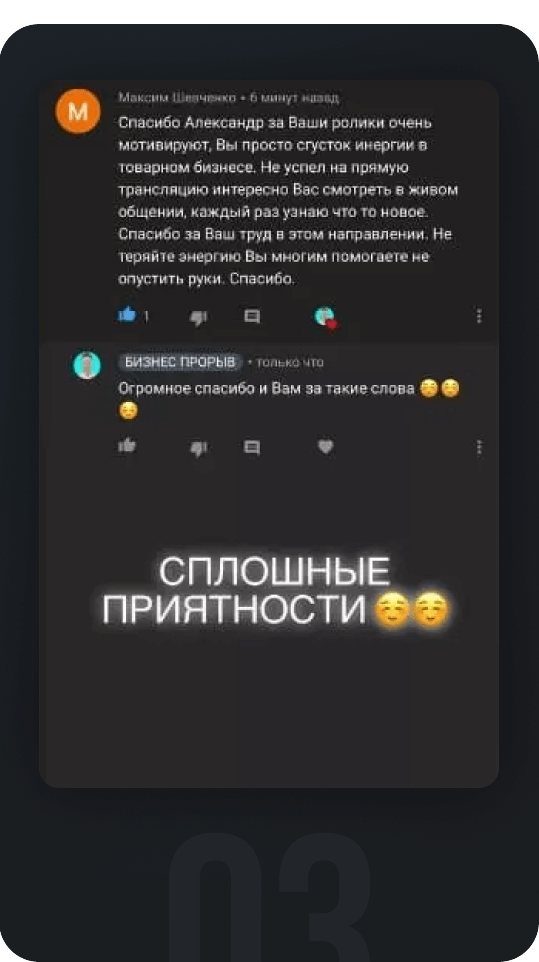 М
Максим Шевченко • 6 минут назад
Спасибо Александр за Ваши ролики очень
мотивируют, Вы просто сгусток инергии в
товарном бизнесе. Не успел на прямую
трансляцию интересно Вас смотреть в живом
общении, каждый раз узнаю что то новое.
Спасибо за Ваш труд в этом направлении. Не
теряйте энергию Вы многим помогаете не
опустить руки. Спасибо.
1
БИЗНЕС ПРОРЫВ • только что
Огромное спасибо и Вам за такие слова ☺️☺️
☺️
СПЛОШНЫЕ
ПРИЯТНОСТИ☺️☺️
03